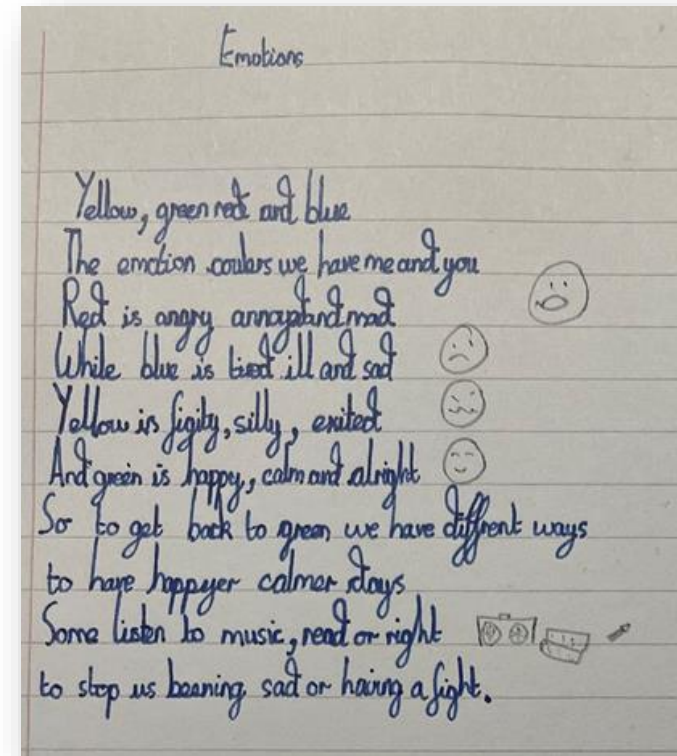 Emotions
Yellow, green red and blue
The emotion coulers we have me and you
Red is angry annoyed and mad
While blue is tired ill and sad
Yellow is figity, silly, exited
And green is happy, calm and alright
So to get back to green we have diffrent ways
to have happyer calmer days
Some listen to music, read or right
to stop us beening sad or having a fight.